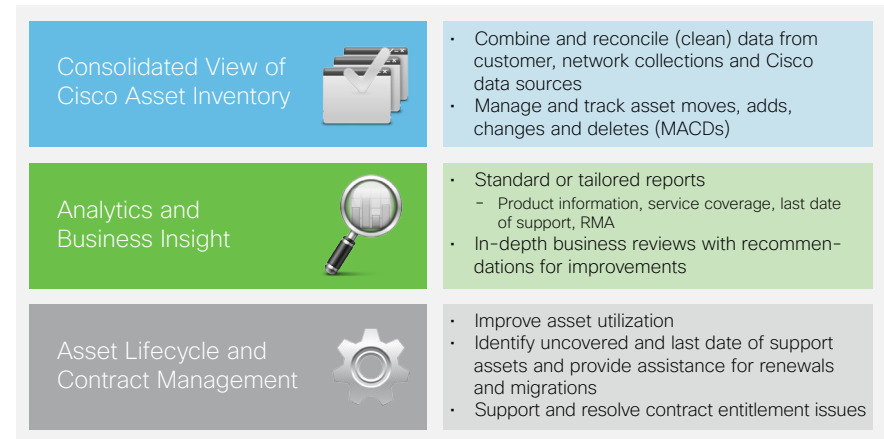 Consolidated View of
Cisco Asset Inventory
· Combine and reconcile (clean) data from
customer, network collections and Cisco
data sources
· Manage and track asset moves, adds,
changes and deletes (MACDs)
Analytics and
Business Insight
· Standard or tailored reports
- Product information, service coverage, last date
of support, RMA
· In-depth business reviews with recommen-
dations for improvements
Asset Lifecycle and
Contract Management
· Improve asset utilization
· Identify uncovered and last date of support
assets and provide assistance for renewals
and migrations
· Support and resolve contract entitlement issues